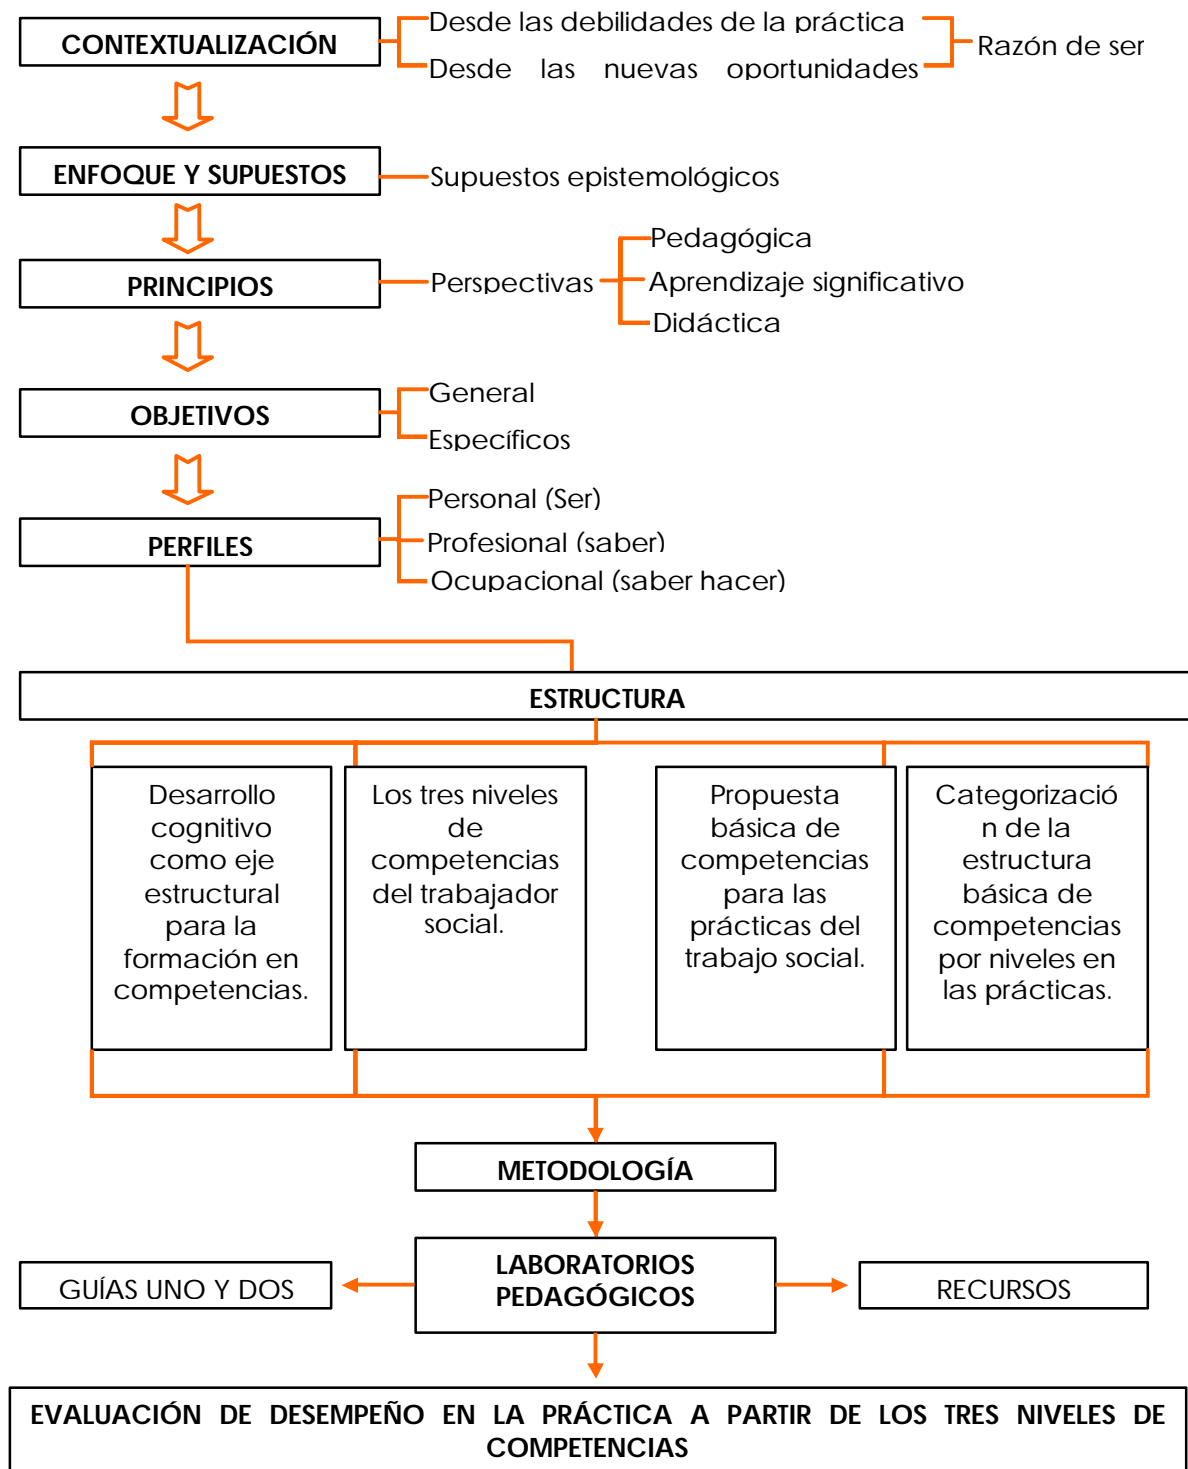 CONTEXTUALIZACIÓN
Desde las debilidades de la práctica
Desde las nuevas oportunidades
Razón de ser
ENFOQUE Y SUPUESTOS
Supuestos epistemológicos
PRINCIPIOS
Perspectivas
Pedagógica
Aprendizaje significativo
Didáctica
OBJETIVOS
General
Específicos
PERFILES
Personal (Ser)
Profesional (saber)
Ocupacional (saber hacer)
ESTRUCTURA
Desarrollo
cognitivo
como eje
estructural
para la
formación en
competencias.
Los tres niveles
de
competencias
del trabajador
social.
Propuesta
básica de
competencias
para las
prácticas del
trabajo social.
Categorizació
n de la
estructura
básica de
competencias
por niveles en
las prácticas.
METODOLOGÍA
LABORATORIOS
PEDAGÓGICOS
GUÍAS UNO Y DOS
RECURSOS
EVALUACIÓN DE DESEMPEÑO EN LA PRÁCTICA A PARTIR DE LOS TRES NIVELES DE
COMPETENCIAS